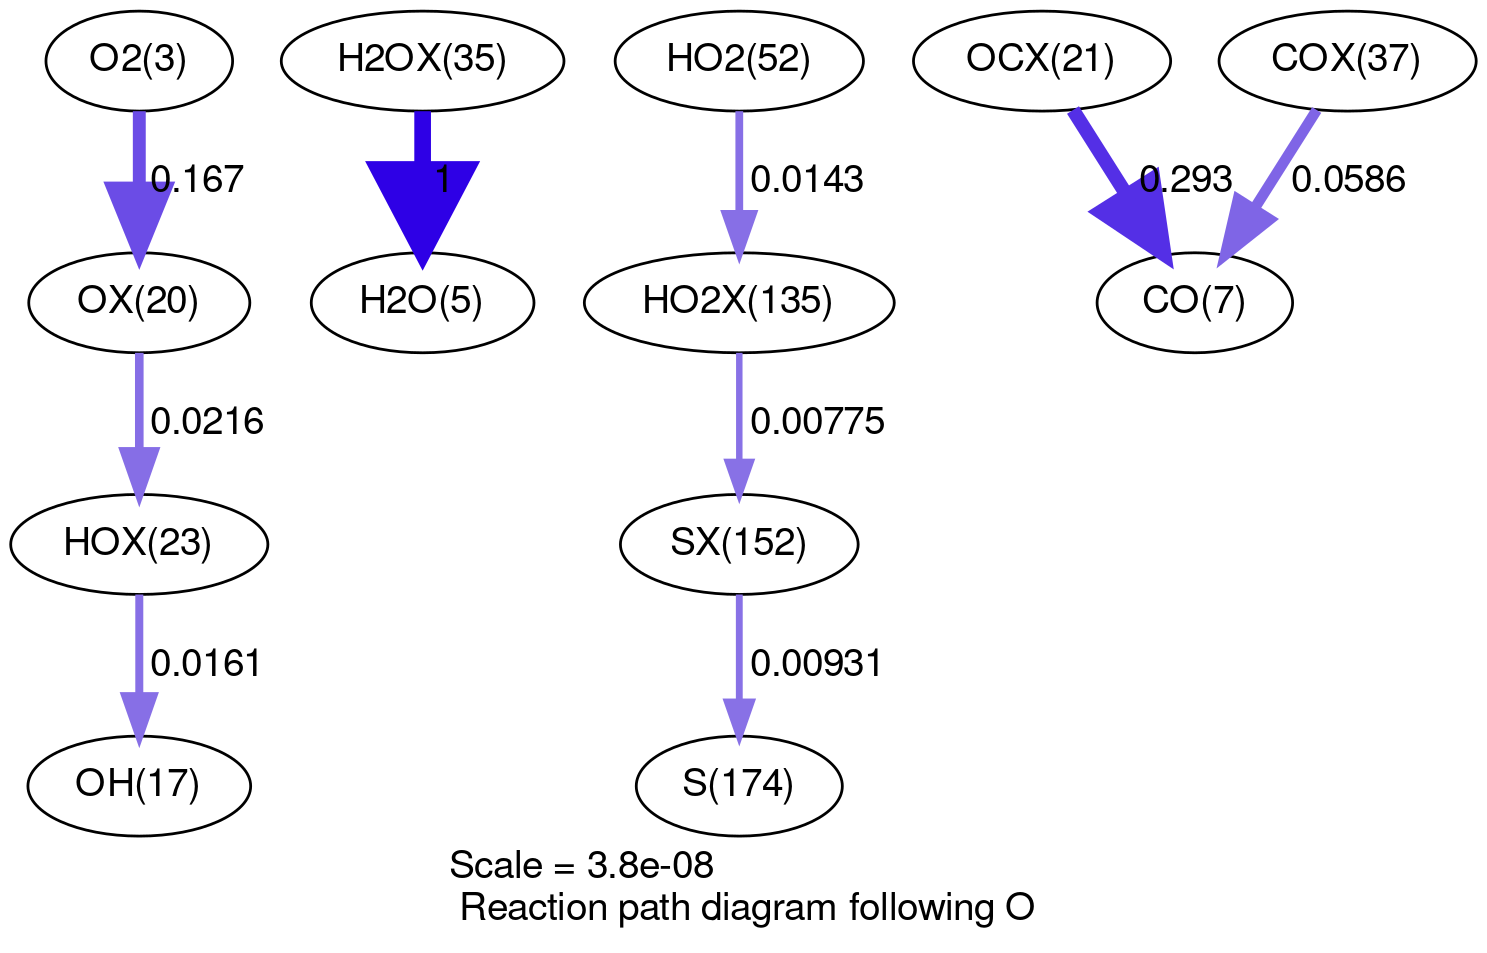 O2(3)
H2OX(35)
HO2(52)
OCX(21)
COX(37)
0.167
1
0.0143
0.293
0.0586
OX(20)
H2O(5)
HO2X(135)
CO(7)
0.0216
0.00775
HOX(23)
SX(152)
0.0161
0.00931
OH(17)
S(174)
Scale = 3.8e-08
Reaction path diagram following O